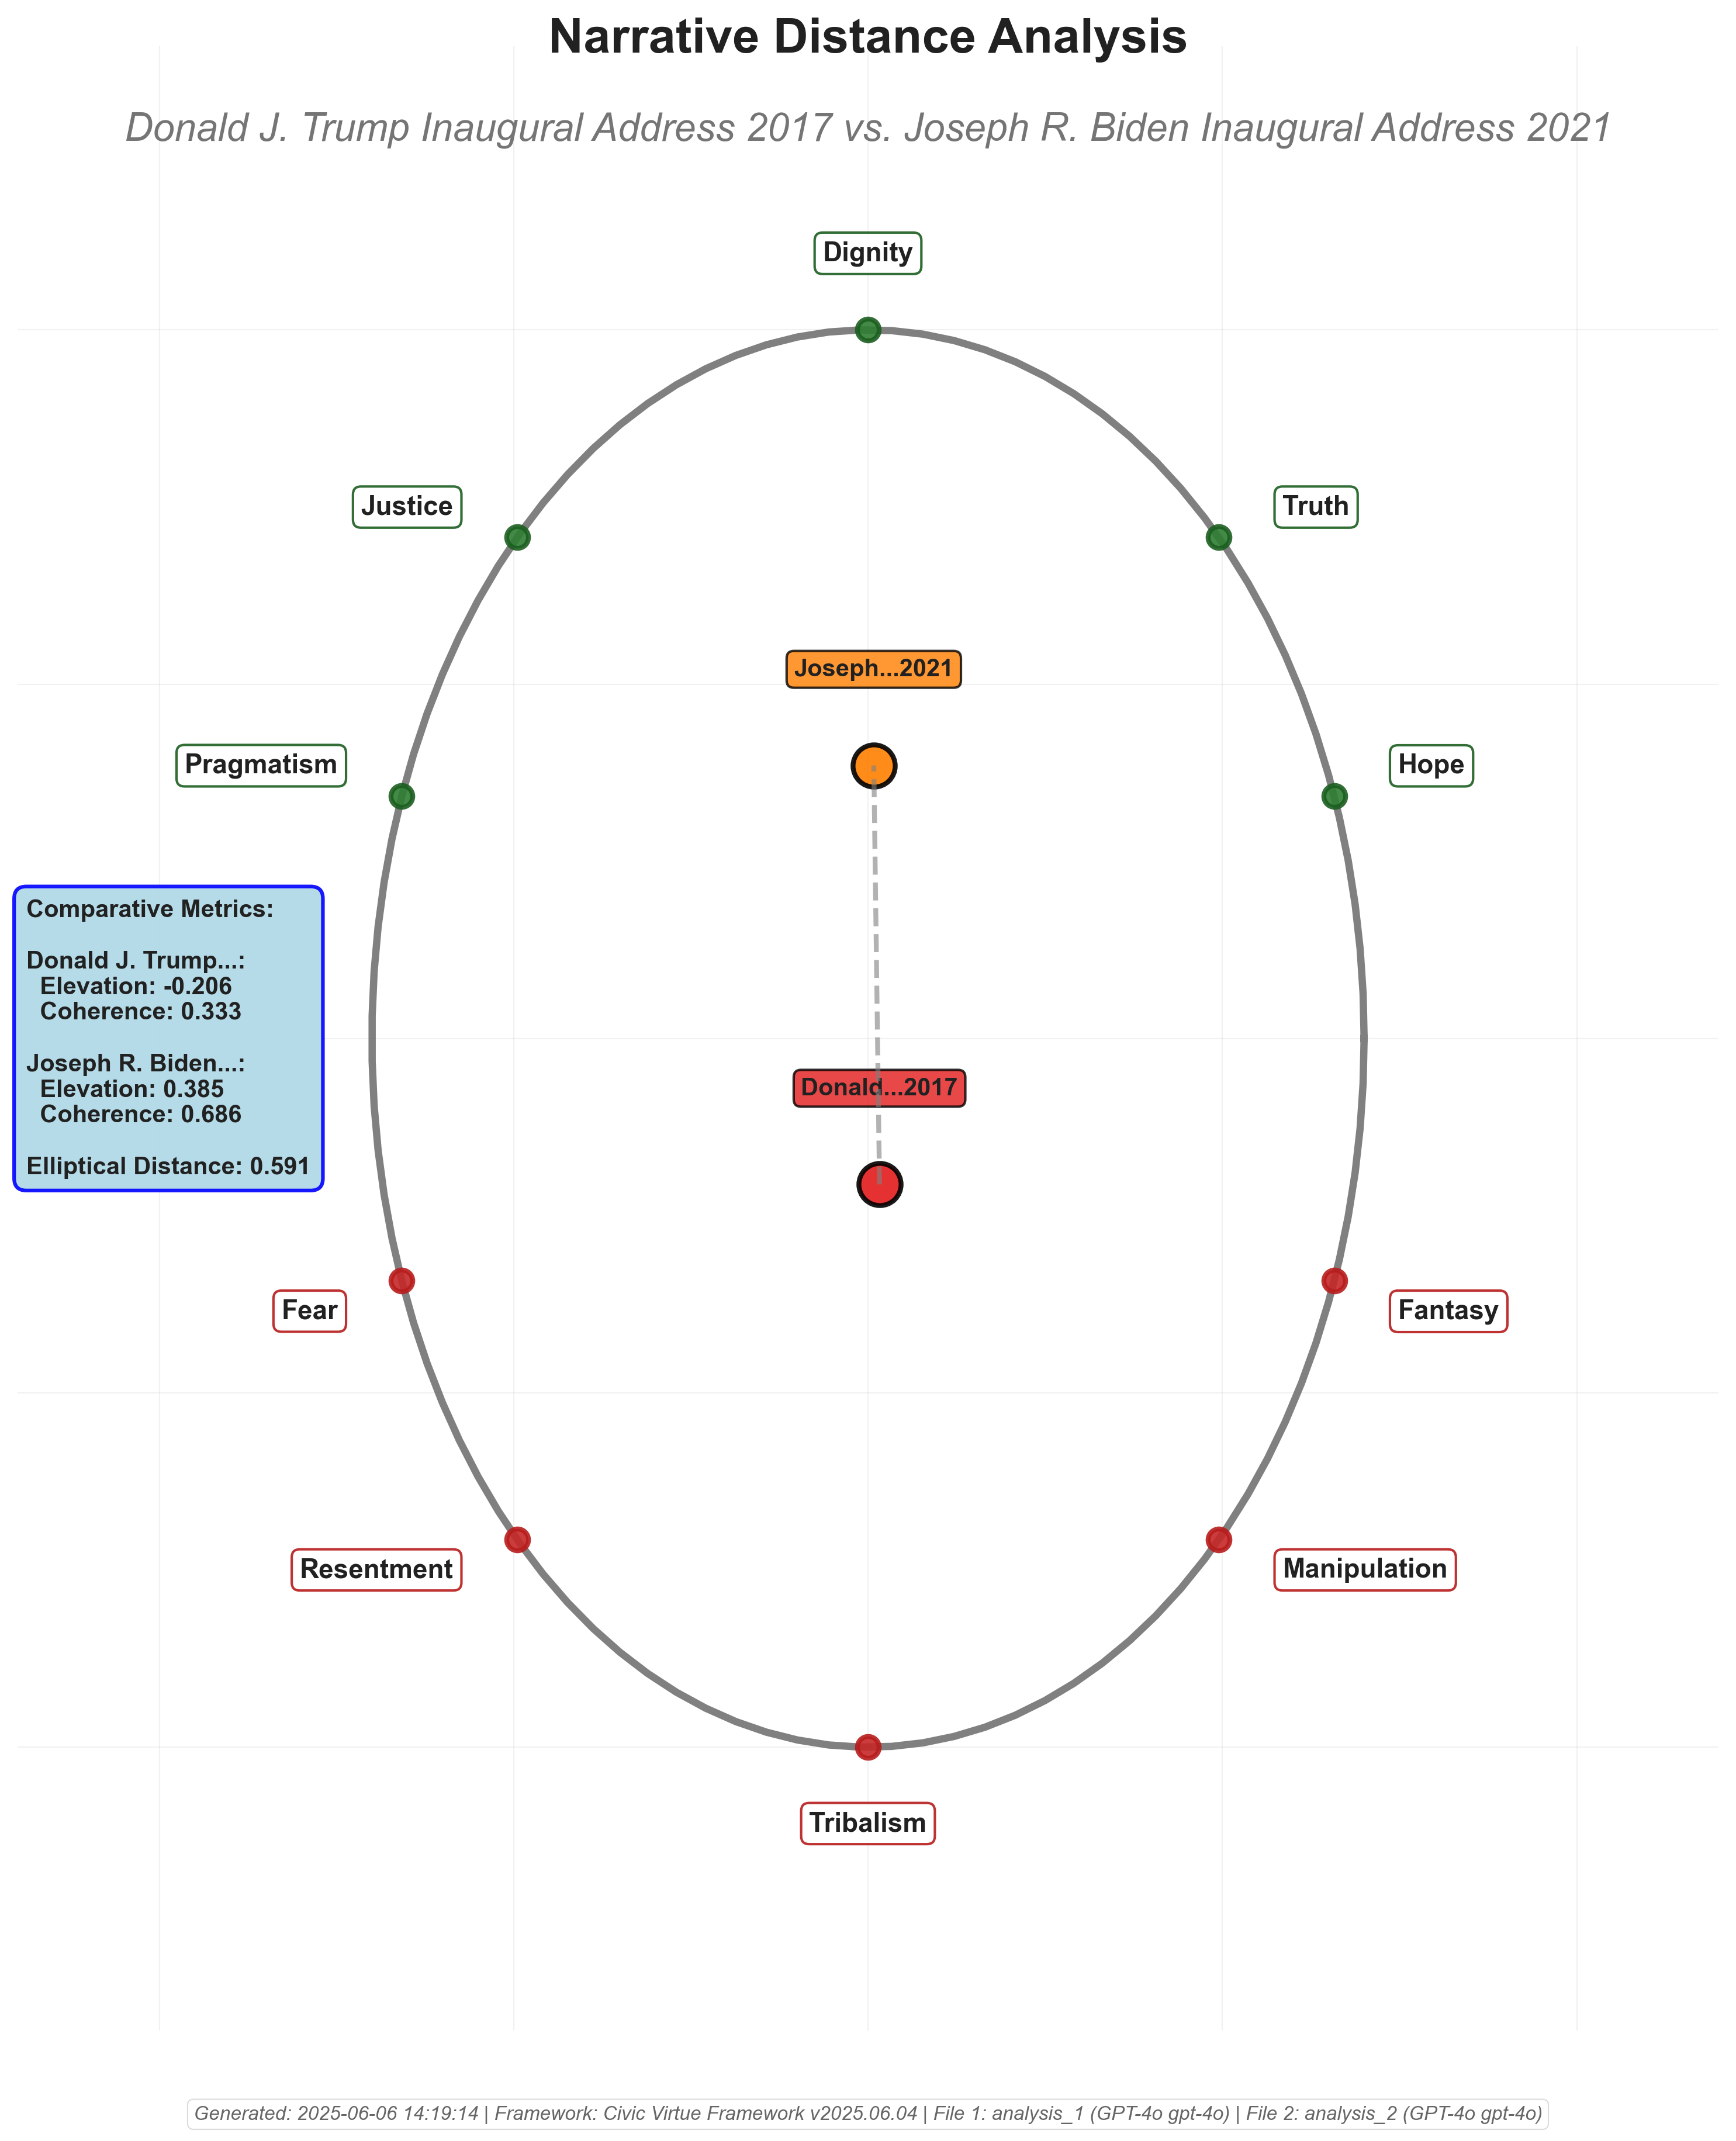 Narrative Distance Analysis
Donald J. Trump Inaugural Address 2017 vs. Joseph R. Biden Inaugural Address 2021
Dignity
Justice
Truth
Joseph...2021
Pragmatism
Hope
Comparative Metrics:
Donald J. Trump...:
Elevation: -0.206
Coherence: 0.333
Joseph R. Biden...:
Elevation: 0.385
Coherence: 0.686
Elliptical Distance: 0.591
Donald...2017
Fear
Fantasy
Resentment
Manipulation
Tribalism
Generated: 2025-06-06 14:19:14 | Framework: Civic Virtue Framework v2025.06.04 | File 1: analysis_1 (GPT-4o gpt-4o) | File 2: analysis_2 (GPT-4o gpt-4o)